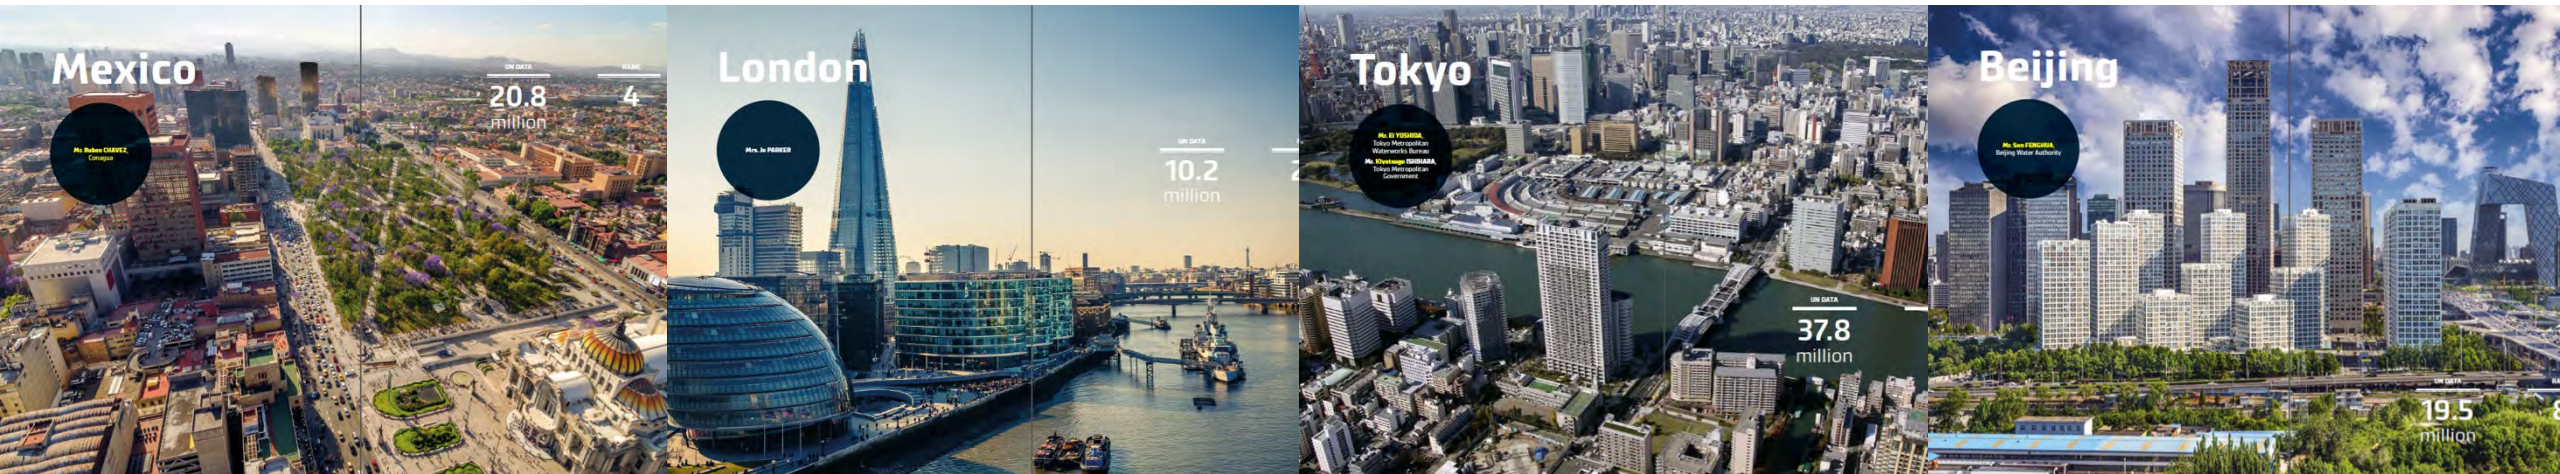 Mexico
Mr. Ruben CHAVEZ,
Conagua
UN DATA
20.8
million
RANK
4
London
Mrs. Jo PARKER
UN DATA
10.2
million
2
Tokyo
Mr. Ei YOSHIDA,
Tokyo Metropolitan
Waterworks Bureau
Mr. Kiyotsugu ISHIHARA,
Tokyo Metropolitan
Government
UN DATA
37.8
million
Beijing
Mr. Sun FENGHUA,
Beijing Water Authority
UN DATA
19.5
million
8